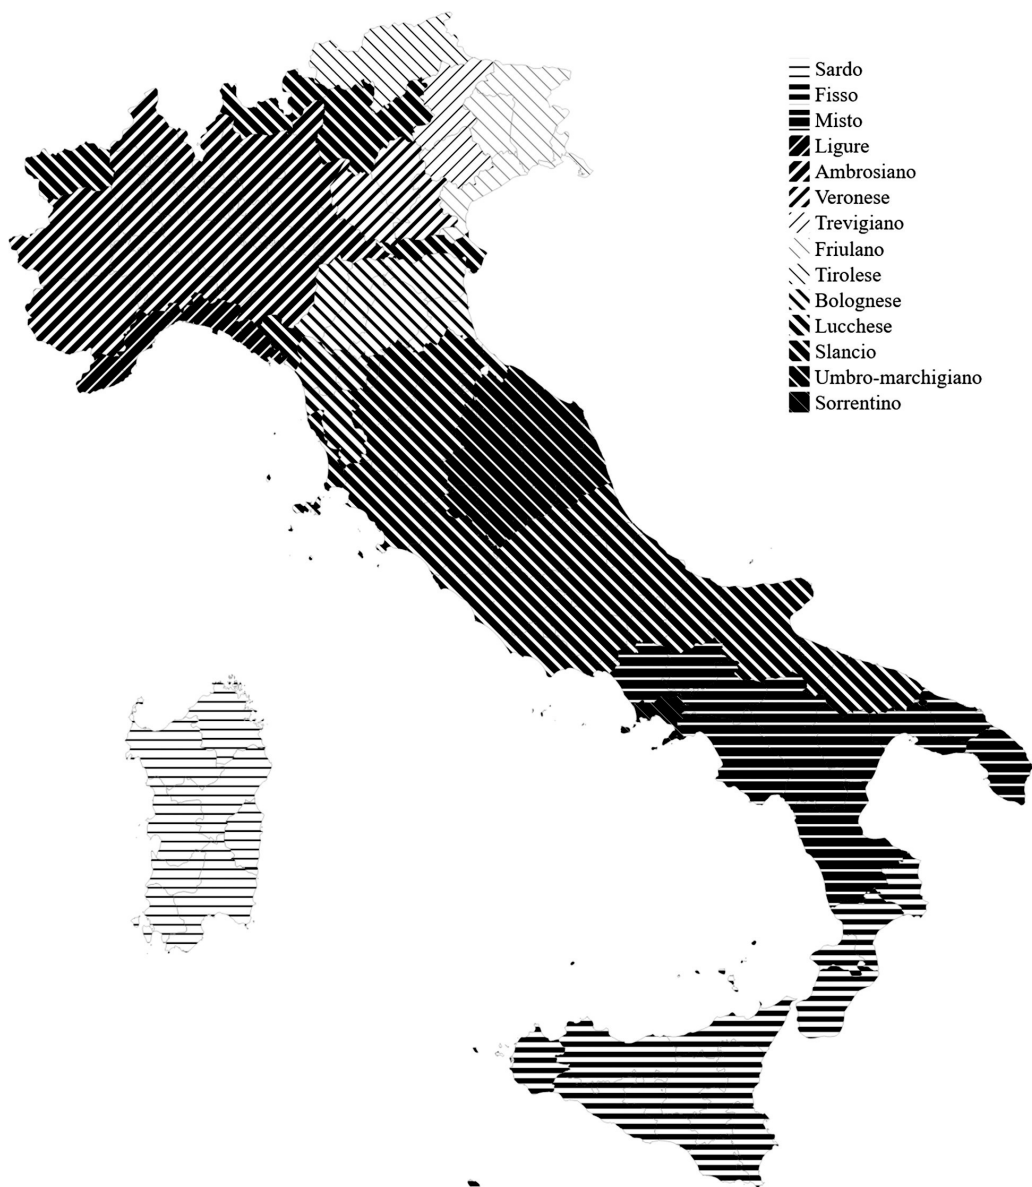 Sardo
Fisso
Misto
Ligure
Ambrosiano
Veronese
Trevigiano
Friulano
Tirolese
Bolognese
Lucchese
Slancio
Umbro-marchigiano
Sorrentino